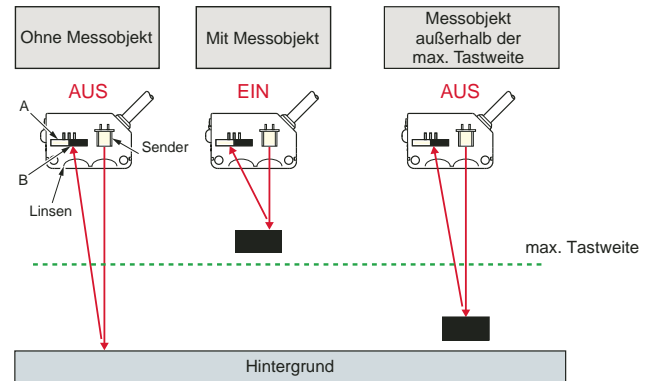 Ohne Messobjekt
Mit Messobjekt
Messobjekt
außerhalb der
max. Tastweite
AUS
EIN
AUS
A
Sender
B
Linsen
max. Tastweite
Hintergrund